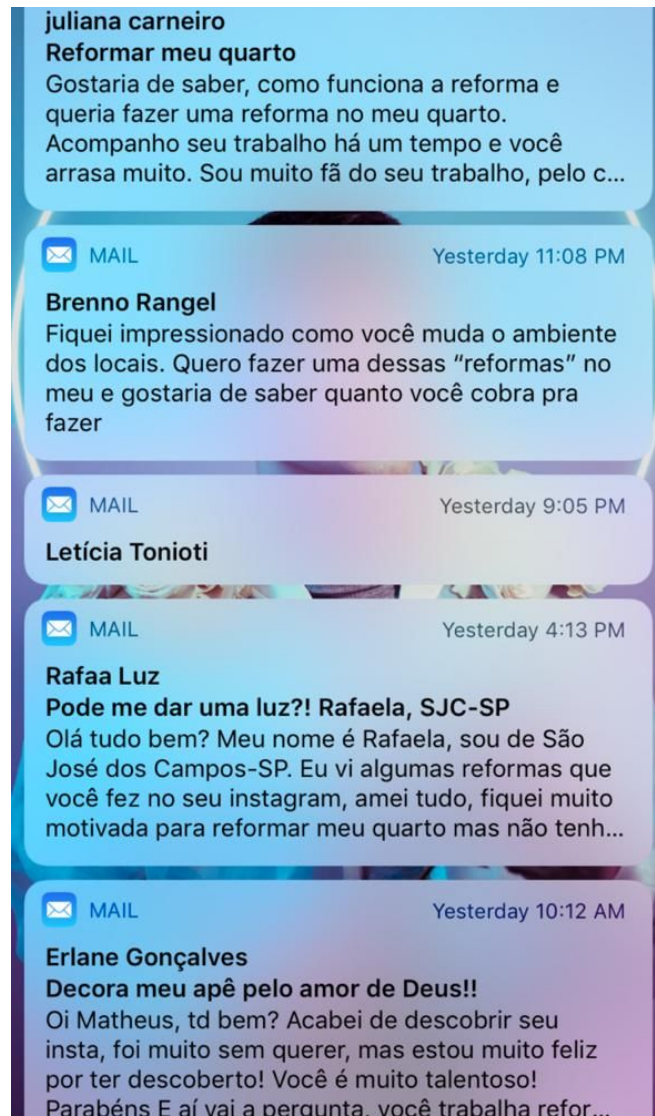 juliana carneiro
Reformar meu quarto
Gostaria de saber, como funciona a reforma e
queria fazer uma reforma no meu quarto.
Acompanho seu trabalho há um tempo e você
arrasa muito. Sou muito fã do seu trabalho, pelo c...
MAIL Yesterday 11:08 PM
Brenno Rangel
Fiquei impressionado como você muda o ambiente
dos locais. Quero fazer uma dessas “reformas” no
meu e gostaria de saber quanto você cobra pra
fazer
MAIL Yesterday 9:05 PM
Letícia Tonioti
MAIL Yesterday 4:13 PM
Rafaa Luz
Pode me dar uma luz?! Rafaela, SJC-SP
Olá tudo bem? Meu nome é Rafaela, sou de São
José dos Campos-SP. Eu vi algumas reformas que
você fez no seu instagram, amei tudo, fiquei muito
motivada para reformar meu quarto mas não tenh...
MAIL Yesterday 10:12 AM
Erlane Gonçalves
Decora meu apê pelo amor de Deus!!
Oi Matheus, td bem? Acabei de descobrir seu
insta, foi muito sem querer, mas estou muito feliz
por ter descoberto! Você é muito talentoso!
Parabéns E aí vai a pergunta, você trabalha refor...